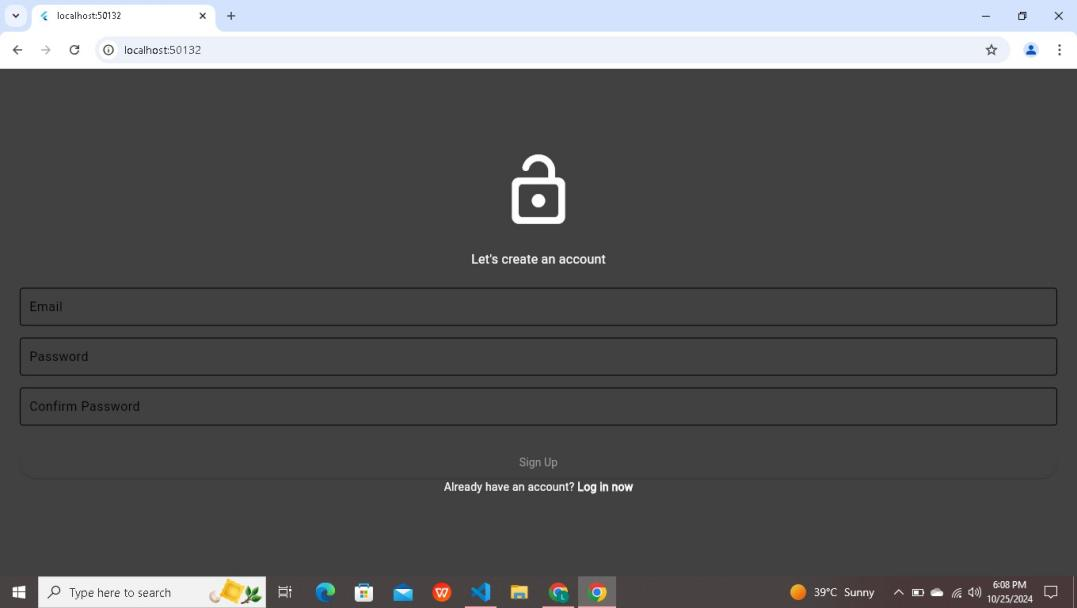 localhost:50132
localhost:50132
Let's create an account
Email
Password
Confirm Password
Sign Up
Already have an account? Log in now
Type here to search
39°C Sunny
6:08 PM
10/25/2024